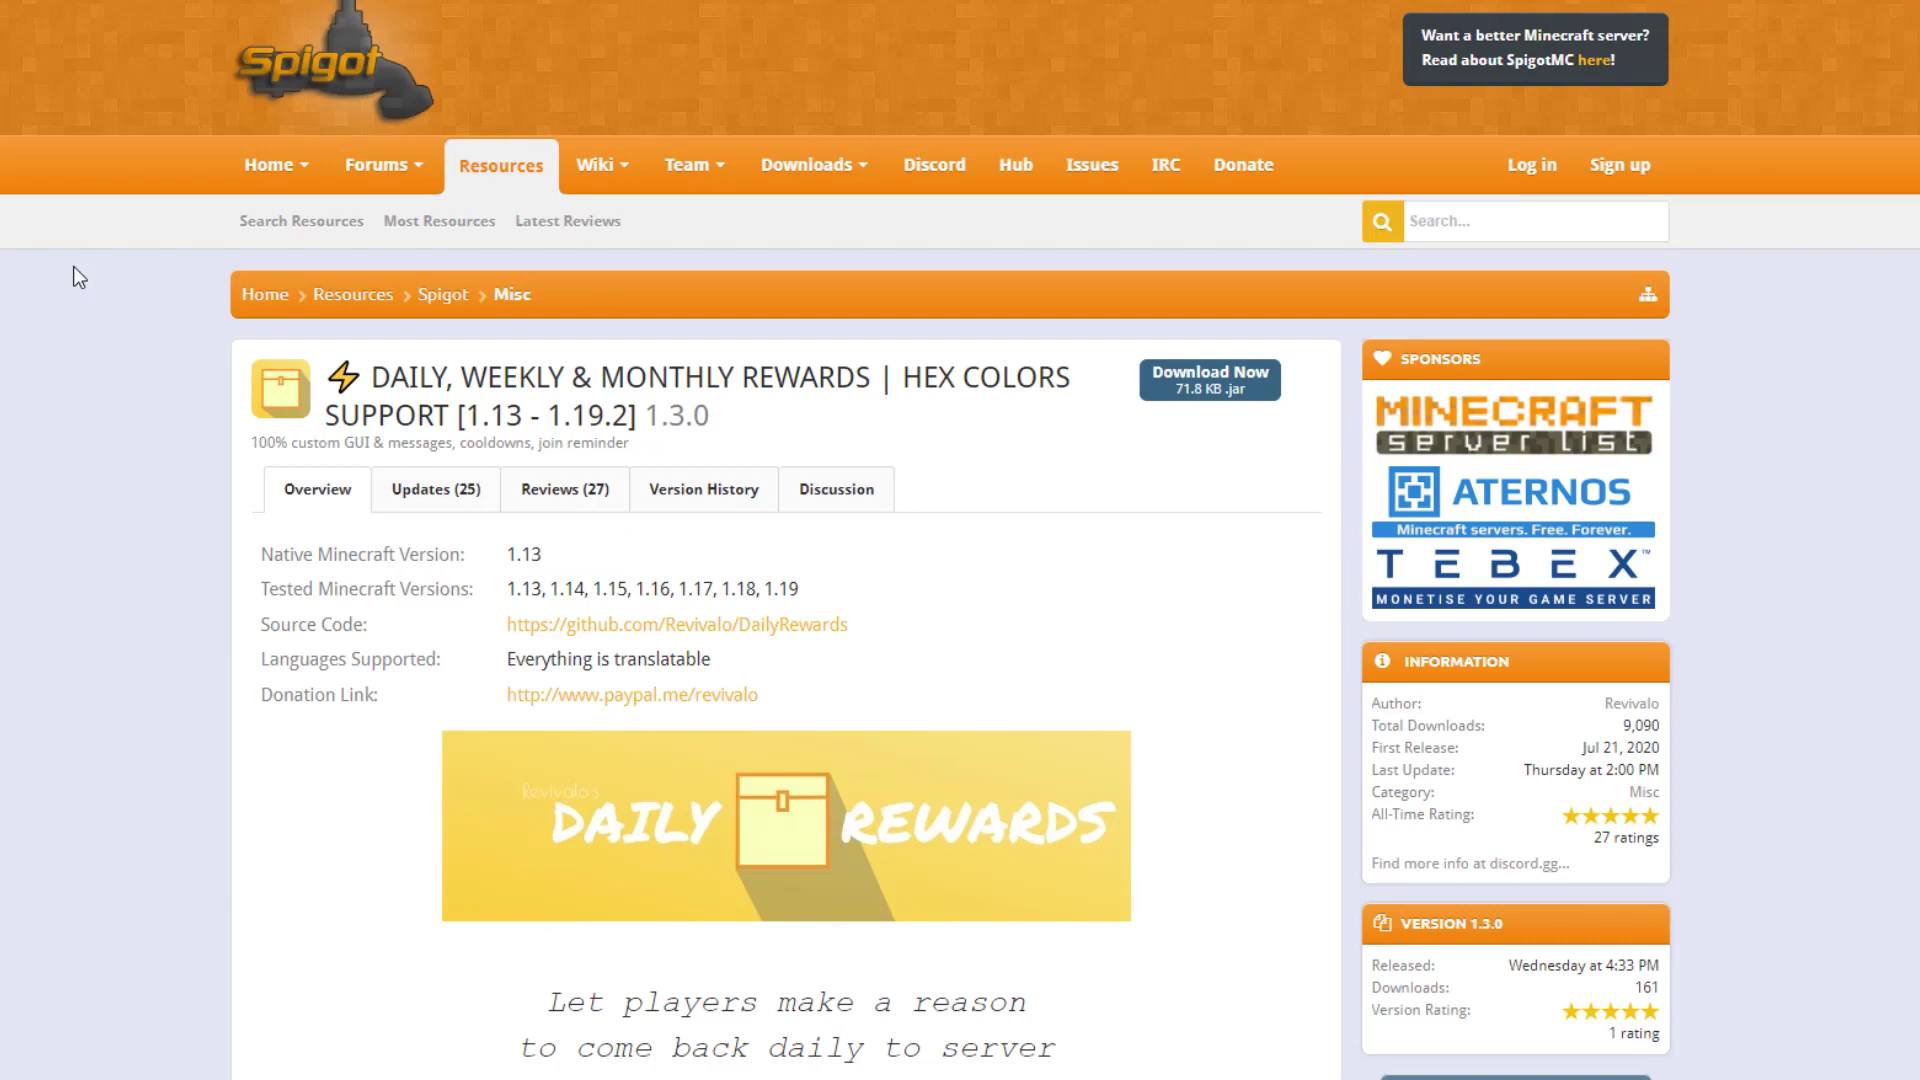 Spigot
Want a better Minecraft server?
Read about SpigotMC here!
Home
Forums
Resources
Wiki
Team
Downloads
Discord
Hub
Issues
IRC
Donate
Log in
Sign up
Search Resources
Most Resources
Latest Reviews
Search...
Home
Resources
Spigot
Misc
DAILY, WEEKLY & MONTHLY REWARDS | HEX COLORS
SUPPORT [1.13 - 1.19.2] 1.3.0
100% custom GUI & messages, cooldowns, join reminder
Download Now
71.8 KB .jar
Overview
Updates (25)
Reviews (27)
Version History
Discussion
Native Minecraft Version: 1.13
Tested Minecraft Versions: 1.13, 1.14, 1.15, 1.16, 1.17, 1.18, 1.19
Source Code: https://github.com/Revivalo/DailyRewards
Languages Supported: Everything is translatable
Donation Link: http://www.paypal.me/revivalo
Revivalo's
DAILY REWARDS
Let players make a reason
to come back daily to server
SPONSORS
MINECRAFT
server list
ATERNOS
Minecraft servers. Free. Forever.
TEBEX™
MONETISE YOUR GAME SERVER
INFORMATION
Author: Revivalo
Total Downloads: 9,090
First Release: Jul 21, 2020
Last Update: Thursday at 2:00 PM
Category: Misc
All-Time Rating:
27 ratings
Find more info at discord.gg...
VERSION 1.3.0
Released: Wednesday at 4:33 PM
Downloads: 161
Version Rating:
1 rating